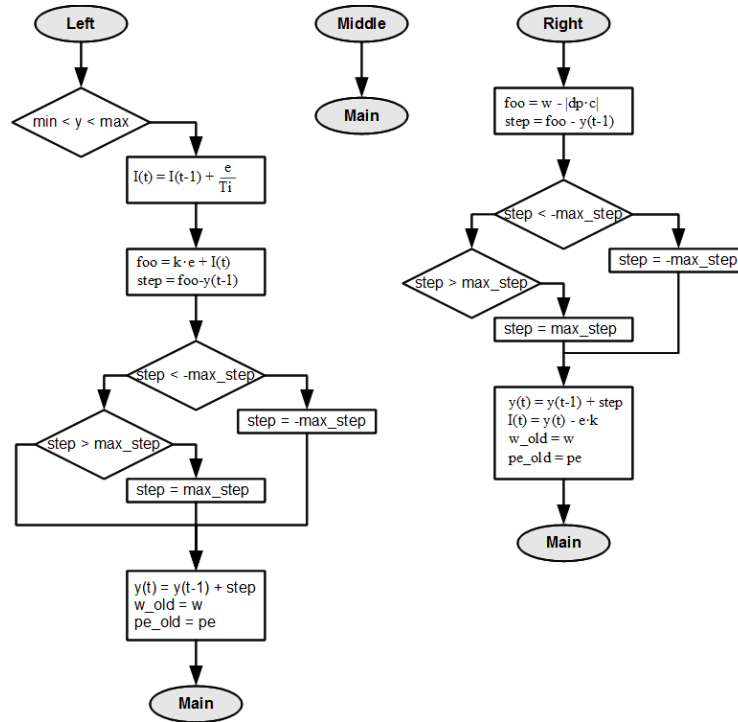 Left
min < y < max
I(t) = I(t-1) + e/Ti
foo = k·e + I(t)
step = foo-y(t-1)
step < -max_step
step = -max_step
step > max_step
step = max_step
y(t) = y(t-1) + step
w_old = w
pe_old = pe
Main
Middle
Main
Right
foo = w - |dp·c|
step = foo - y(t-1)
step < -max_step
step = -max_step
step > max_step
step = max_step
y(t) = y(t-1) + step
I(t) = y(t) - e·k
w_old = w
pe_old = pe
Main